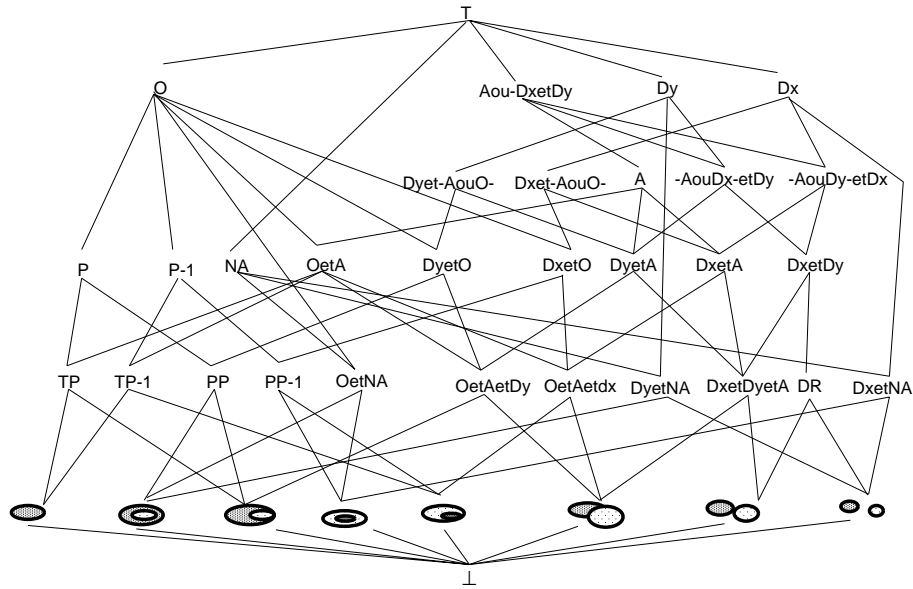 T
O Aou-DxetDy Dy Dx
Dyet-AouO- Dxet-AouO- A -AouDx-etDy -AouDy-etDx
P P-1 NA OetA DyetO DxetO DyetA DxetA DxetDy
TP TP-1 PP PP-1 OetNA OetAetDy OetAetdx DyetNA DxetDyetA DR DxetNA
⊥